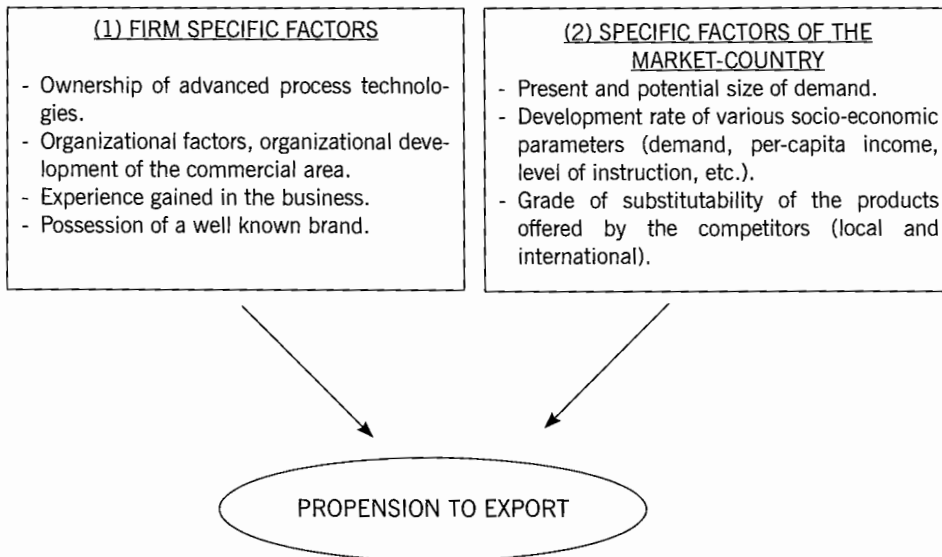 (1) FIRM SPECIFIC FACTORS
- Ownership of advanced process technolo-
gies.
- Organizational factors, organizational deve-
lopment of the commercial area.
- Experience gained in the business.
- Possession of a well known brand.
(2) SPECIFIC FACTORS OF THE
MARKET-COUNTRY
- Present and potential size of demand.
- Development rate of various socio-economic
parameters (demand, per-capita income,
level of instruction, etc.).
- Grade of substitutability of the products
offered by the competitors (local and
international).
PROPENSION TO EXPORT